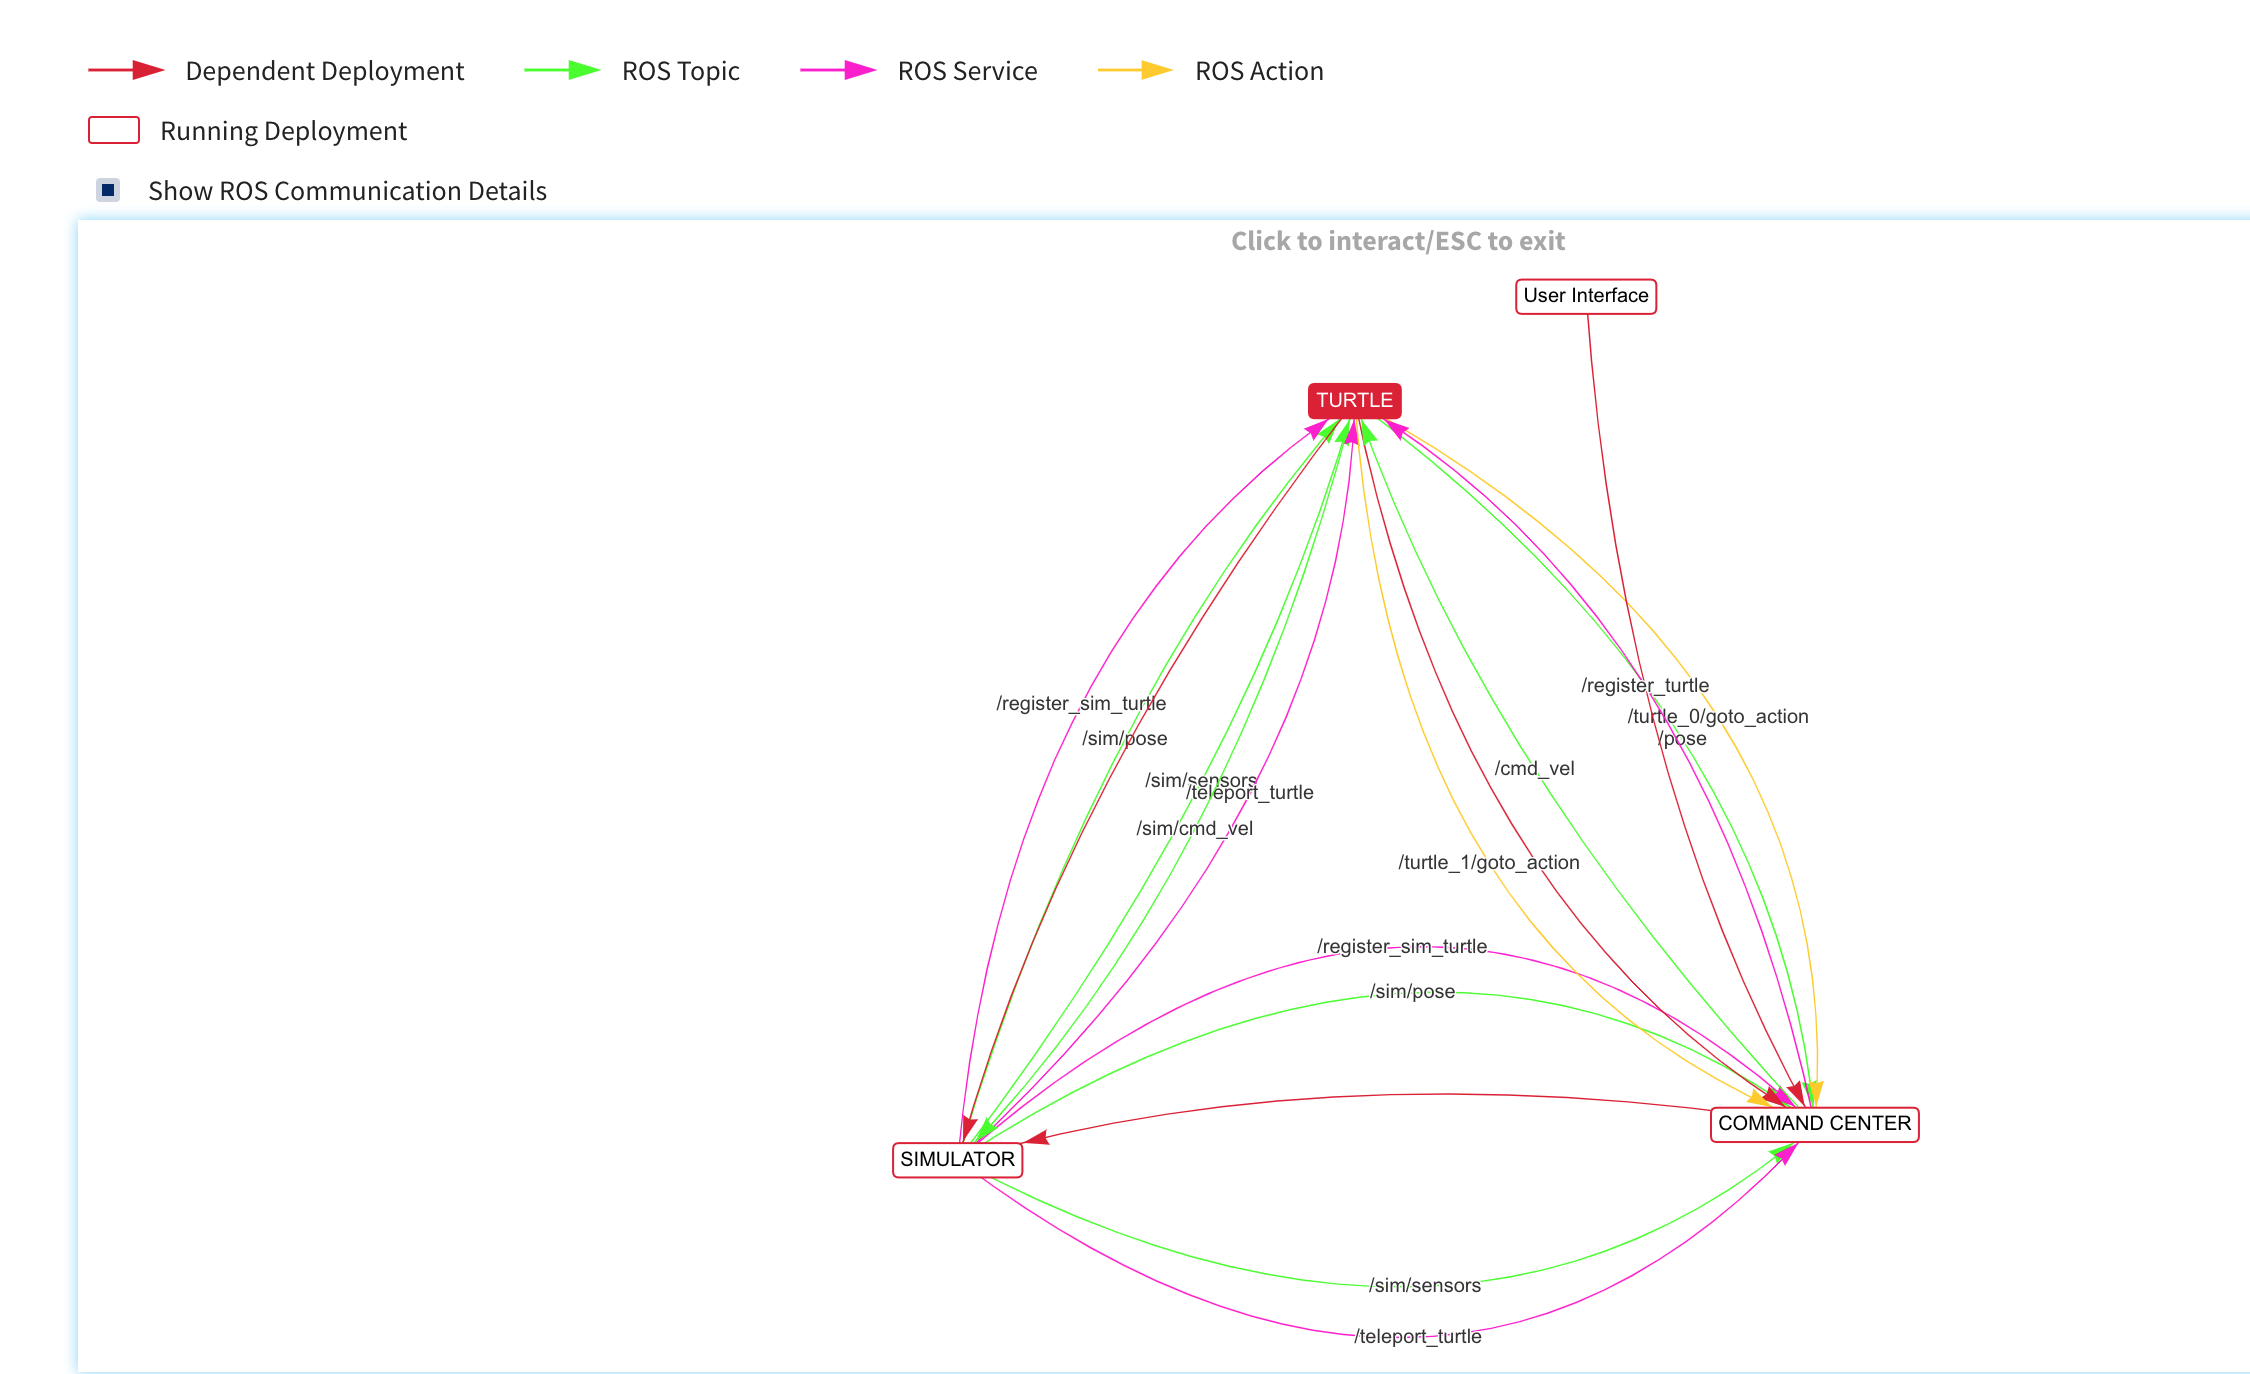 Dependent Deployment
ROS Topic
ROS Service
ROS Action
Running Deployment
Show ROS Communication Details
Click to interact/ESC to exit
User Interface
TURTLE
/register_turtle
/register_sim_turtle
/turtle_0/goto_action
/sim/pose
/pose
/cmd_vel
/sim/sensors
/teleport_turtle
/sim/cmd_vel
/turtle_1/goto_action
/register_sim_turtle
/sim/pose
COMMAND CENTER
SIMULATOR
/sim/sensors
/teleport_turtle